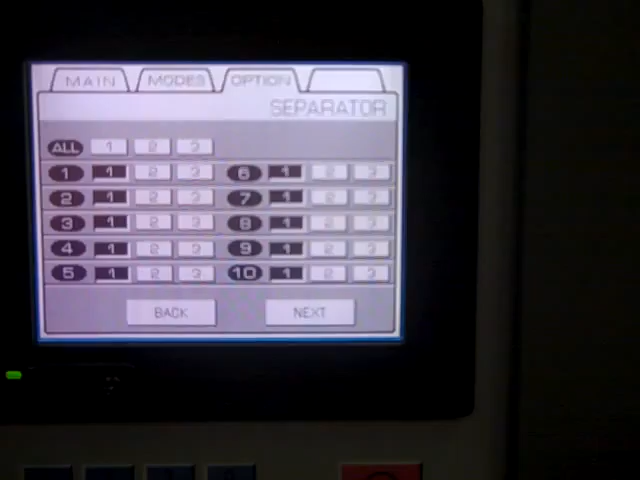 MAIN MODES OPTION
SEPARATOR
ALL 1 2 3
1 1 2 3 6 1 2 3
2 1 2 3 7 1 2 3
3 1 2 3 8 1 2 3
4 1 2 3 9 1 2 3
5 1 2 3 10 1 2 3
BACK NEXT